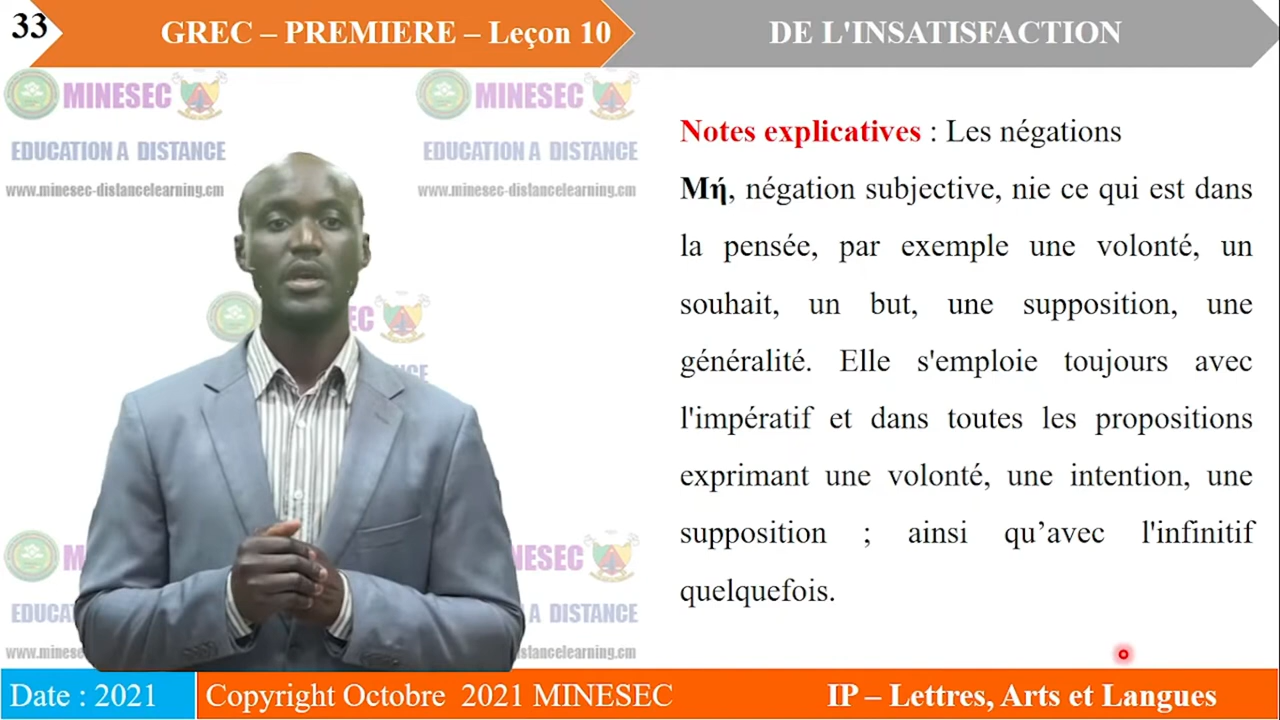 33
GREC – PREMIERE – Leçon 10
DE L'INSATISFACTION
MINESEC
MINESEC
EDUCATION A DISTANCE
EDUCATION A DISTANCE
www.minesec-distancelearning.cm
www.minesec-distancelearning.cm
Notes explicatives : Les négations
Μή, négation subjective, nie ce qui est dans
la pensée, par exemple une volonté, un
souhait, un but, une supposition, une
généralité. Elle s'emploie toujours avec
l'impératif et dans toutes les propositions
exprimant une volonté, une intention, une
supposition ; ainsi qu’avec l'infinitif
quelquefois.
Date : 2021
Copyright Octobre 2021 MINESEC
IP – Lettres, Arts et Langues